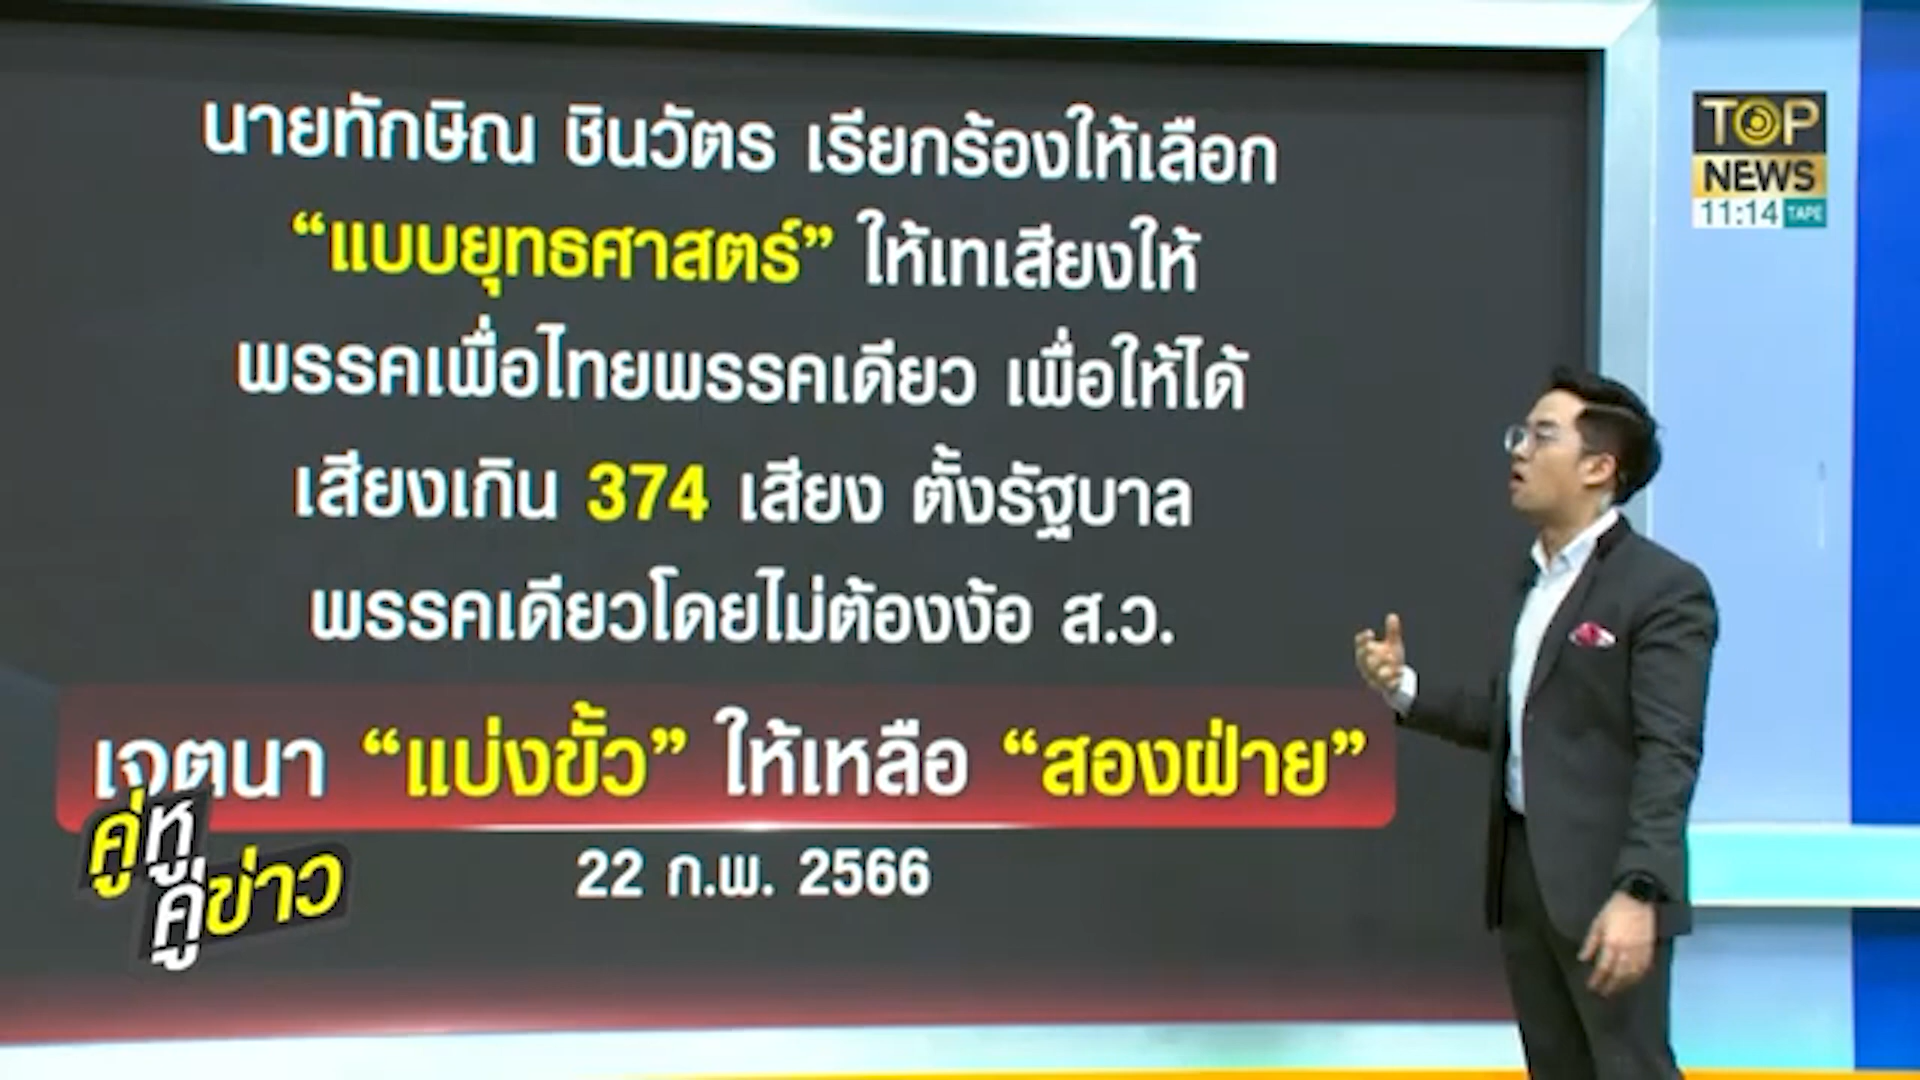 นายทักษิณ ชินวัตร เรียกร้องให้เลือก
“แบบยุทธศาสตร์” ให้เทเสียงให้
พรรคเพื่อไทยพรรคเดียว เพื่อให้ได้
เสียงเกิน 374 เสียง ตั้งรัฐบาล
พรรคเดียวโดยไม่ต้องง้อ ส.ว.
เจตนา “แบ่งขั้ว” ให้เหลือ “สองฝ่าย”
22 ก.พ. 2566
คู่หู
คู่ข่าว
TOP
NEWS
11:14 TAPE